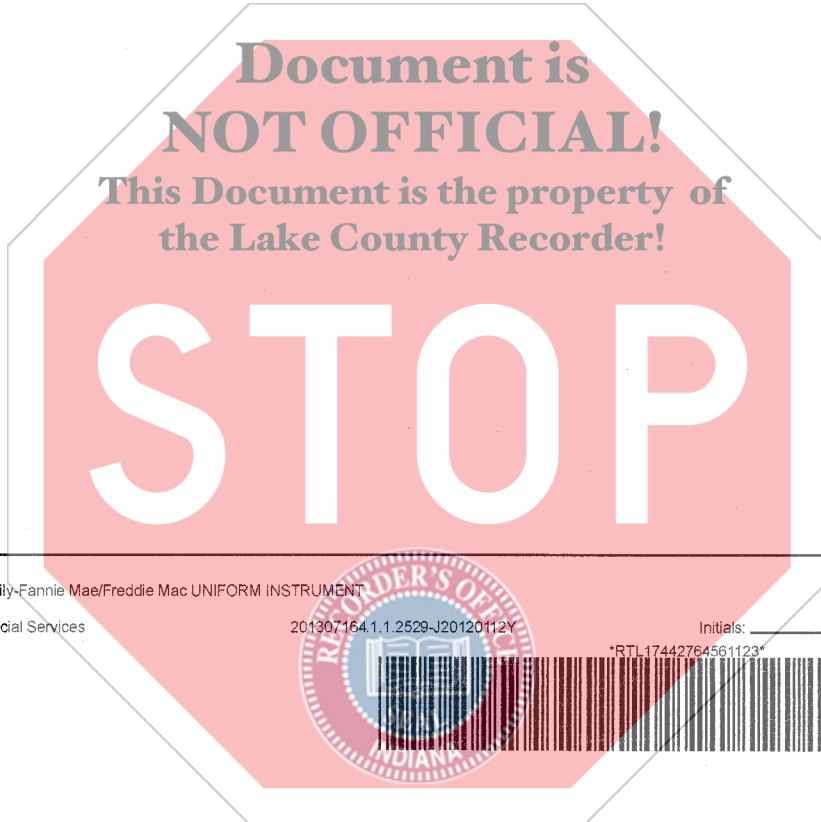 Document is
NOT OFFICIAL!
This Document is the property of
the Lake County Recorder!
STOP
ily-Fannie Mae/Freddie Mac UNIFORM INSTRUMENT
cial Services 201307164.1.1.2529-J20120112Y Initials:
*RTL17442764561123*
RECORDER'S OFFICE
SEAL
INDIANA